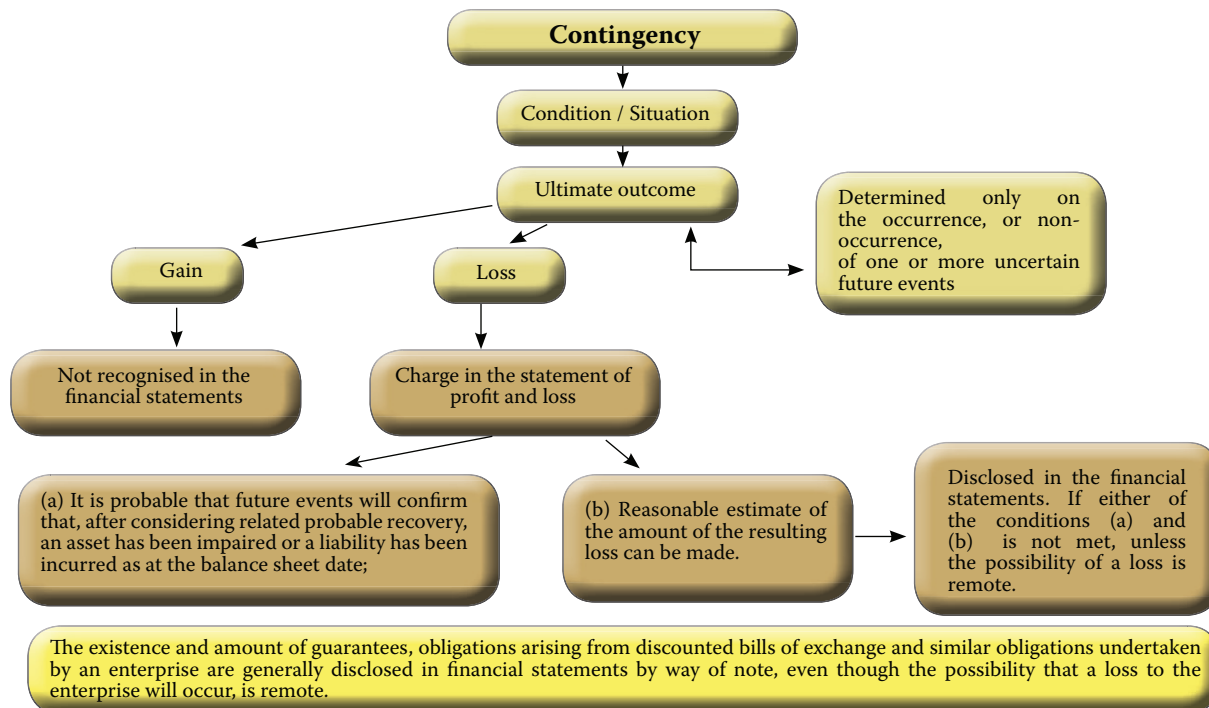 Contingency
Condition / Situation
Ultimate outcome
Determined only on
the occurrence, or non-
occurrence,
of one or more uncertain
future events
Gain
Loss
Not recognised in the
financial statements
Charge in the statement of
profit and loss
(a) It is probable that future events will confirm
that, after considering related probable recovery,
an asset has been impaired or a liability has been
incurred as at the balance sheet date;
(b) Reasonable estimate of
the amount of the resulting
loss can be made.
Disclosed in the financial
statements. If either of
the conditions (a) and
(b) is not met, unless
the possibility of a loss is
remote.
The existence and amount of guarantees, obligations arising from discounted bills of exchange and similar obligations undertaken
by an enterprise are generally disclosed in financial statements by way of note, even though the possibility that a loss to the
enterprise will occur, is remote.